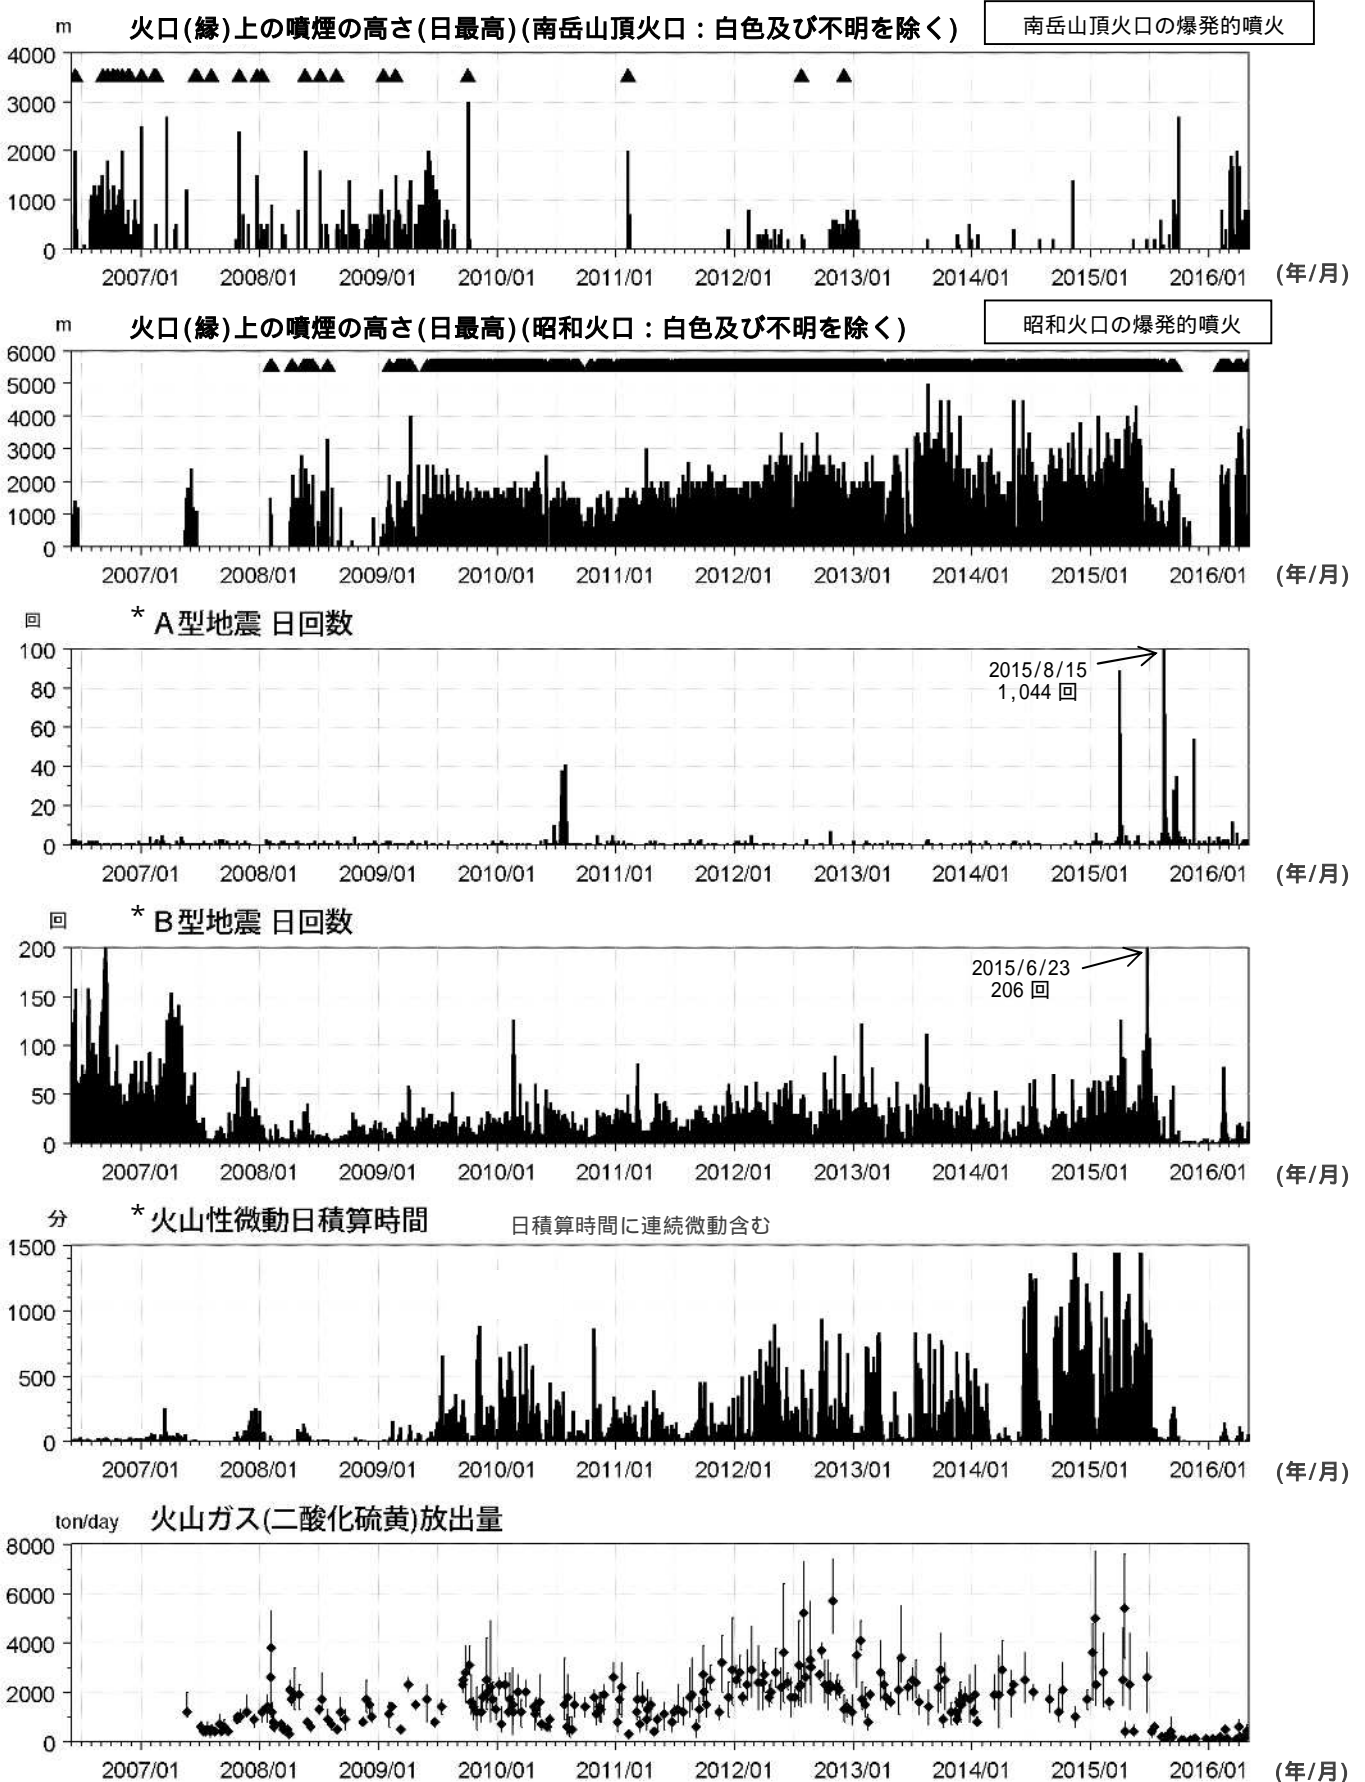 m 火口(縁)上の噴煙の高さ(日最高)(南岳山頂火口：白色及び不明を除く) 南岳山頂火口の爆発的噴火
4000
3000
2000
1000
0
2007/01 2008/01 2009/01 2010/01 2011/01 2012/01 2013/01 2014/01 2015/01 2016/01 (年/月)
m 火口(縁)上の噴煙の高さ(日最高)(昭和火口：白色及び不明を除く) 昭和火口の爆発的噴火
6000
5000
4000
3000
2000
1000
0
2007/01 2008/01 2009/01 2010/01 2011/01 2012/01 2013/01 2014/01 2015/01 2016/01 (年/月)
回 *A型地震 日回数
100
80
60
40
20
0
2015/8/15
1,044 回
2007/01 2008/01 2009/01 2010/01 2011/01 2012/01 2013/01 2014/01 2015/01 2016/01 (年/月)
回 *B型地震 日回数
200
150
100
50
0
2015/6/23
206 回
2007/01 2008/01 2009/01 2010/01 2011/01 2012/01 2013/01 2014/01 2015/01 2016/01 (年/月)
分 *火山性微動日積算時間 日積算時間に連続微動含む
1500
1000
500
0
2007/01 2008/01 2009/01 2010/01 2011/01 2012/01 2013/01 2014/01 2015/01 2016/01 (年/月)
ton/day 火山ガス(二酸化硫黄)放出量
8000
6000
4000
2000
0
2007/01 2008/01 2009/01 2010/01 2011/01 2012/01 2013/01 2014/01 2015/01 2016/01 (年/月)